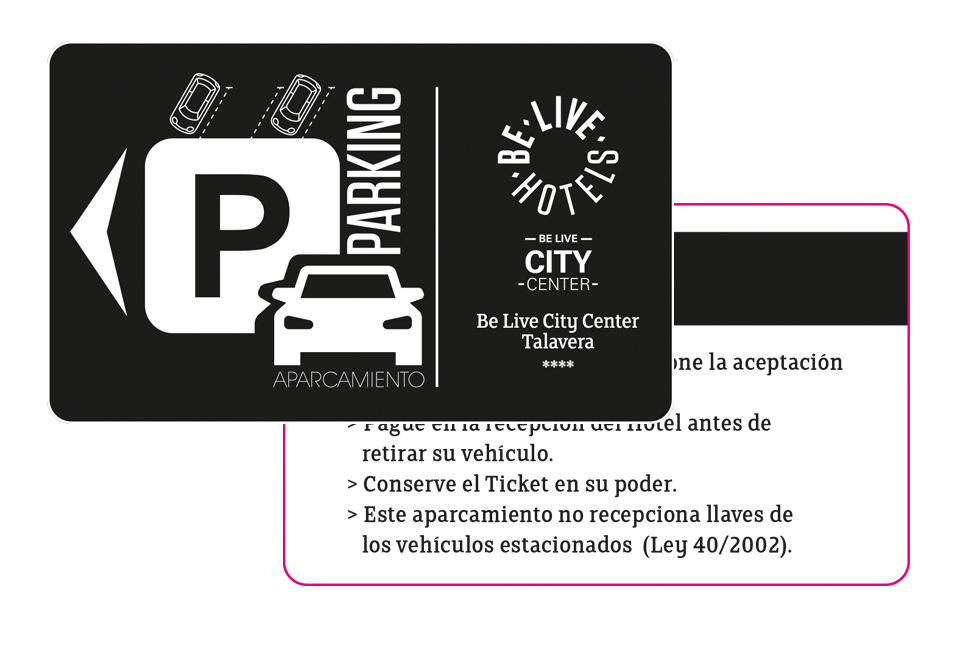 P
PARKING
APARCAMIENTO
BE·LIVE·HOTELS·
— BE LIVE —
CITY
-CENTER-
Be Live City Center
Talavera
****
la aceptación
> Pague en la recepción del Hotel antes de
retirar su vehículo.
> Conserve el Ticket en su poder.
> Este aparcamiento no recepciona llaves de
los vehículos estacionados (Ley 40/2002).